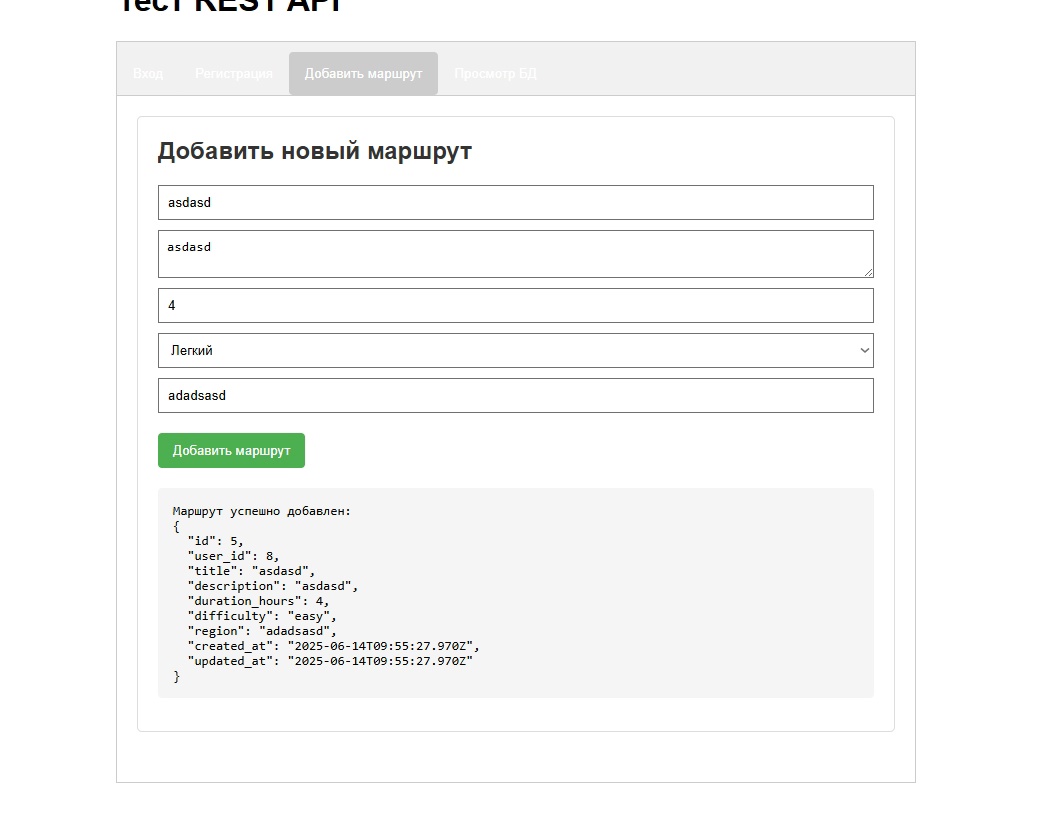 Тест REST API
Вход Регистрация Добавить маршрут Просмотр БД
Добавить новый маршрут
asdasd
asdasd
4
Легкий
adadsasd
Добавить маршрут
Маршрут успешно добавлен:
{
"id": 5,
"user_id": 8,
"title": "asdasd",
"description": "asdasd",
"duration_hours": 4,
"difficulty": "easy",
"region": "adadsasd",
"created_at": "2025-06-14T09:55:27.970Z",
"updated_at": "2025-06-14T09:55:27.970Z"
}